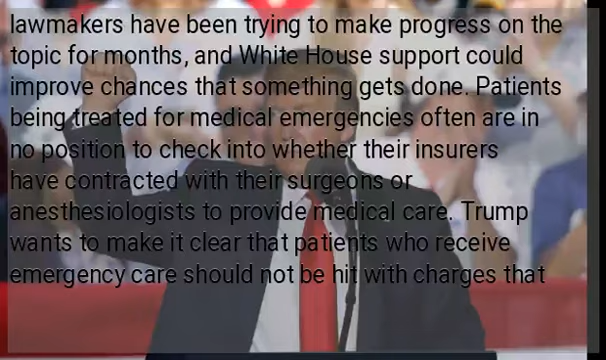 lawmakers have been trying to make progress on the
topic for months, and White House support could
improve chances that something gets done. Patients
being treated for medical emergencies often are in
no position to check into whether their insurers
have contracted with their surgeons or
anesthesiologists to provide medical care. Trump
wants to make it clear that patients who receive
emergency care should not be hit with charges that